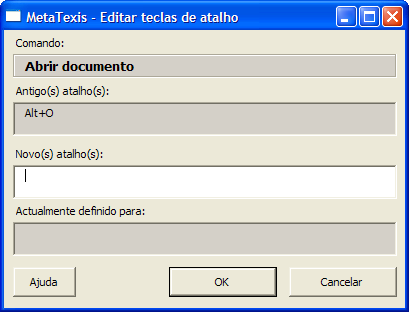 MetaTexis - Editar teclas de atalho
Comando:
Abrir documento
Antigo(s) atalho(s):
Alt+O
Novo(s) atalho(s):
Actualmente definido para:
Ajuda OK Cancelar